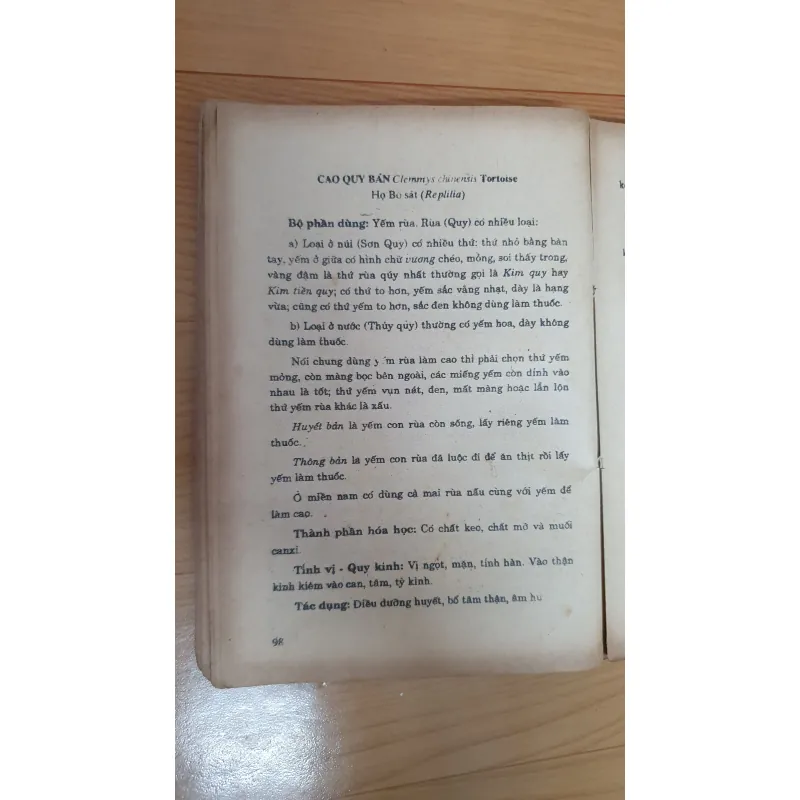 CAO QUY BẢN Clemmys chinensis Tortoise
Họ Bò sát (Replilia)
Bộ phần dùng: Yếm rùa. Rùa (Quy) có nhiều loại:
a) Loại ở núi (Sơn Quy) có nhiều thứ: thứ nhỏ bằng bàn
tay, yếm ở giữa có hình chữ vương chéo, mỏng, soi thấy trong,
vàng đậm là thứ rùa qúy nhất thường gọi là Kim quy hay
Kim tiền quy; có thứ to hơn, yếm sắc vàng nhạt, dày là hạng
vừa; cũng có thứ yếm to hơn, sắc đen không dùng làm thuốc.
b) Loại ở nước (Thủy qúy) thường có yếm hoa, dày không
dùng làm thuốc.
Nói chung dùng yếm rùa làm cao thì phải chọn thứ yếm
mỏng, còn màng bọc bên ngoài, các miếng yếm còn dính vào
nhau là tốt; thứ yếm vụn nát, đen, mất màng hoặc lẫn lộn
thứ yếm rùa khác là xấu.
Huyết bản là yếm con rùa còn sống, lấy riêng yếm làm
thuốc.
Thông bản là yếm con rùa đã luộc đi để ăn thịt rồi lấy
yếm làm thuốc.
Ở miền nam có dùng cả mai rùa nấu cùng với yếm để
làm cao.
Thành phần hóa học: Có chất keo, chất mỡ và muối
canxi.
Tính vị - Quy kinh: Vị ngọt, mặn, tính hàn. Vào thận
kinh kiêm vào can, tâm, tỳ kinh.
Tác dụng: Điều dưỡng huyết, bổ tâm thận, âm hư
98